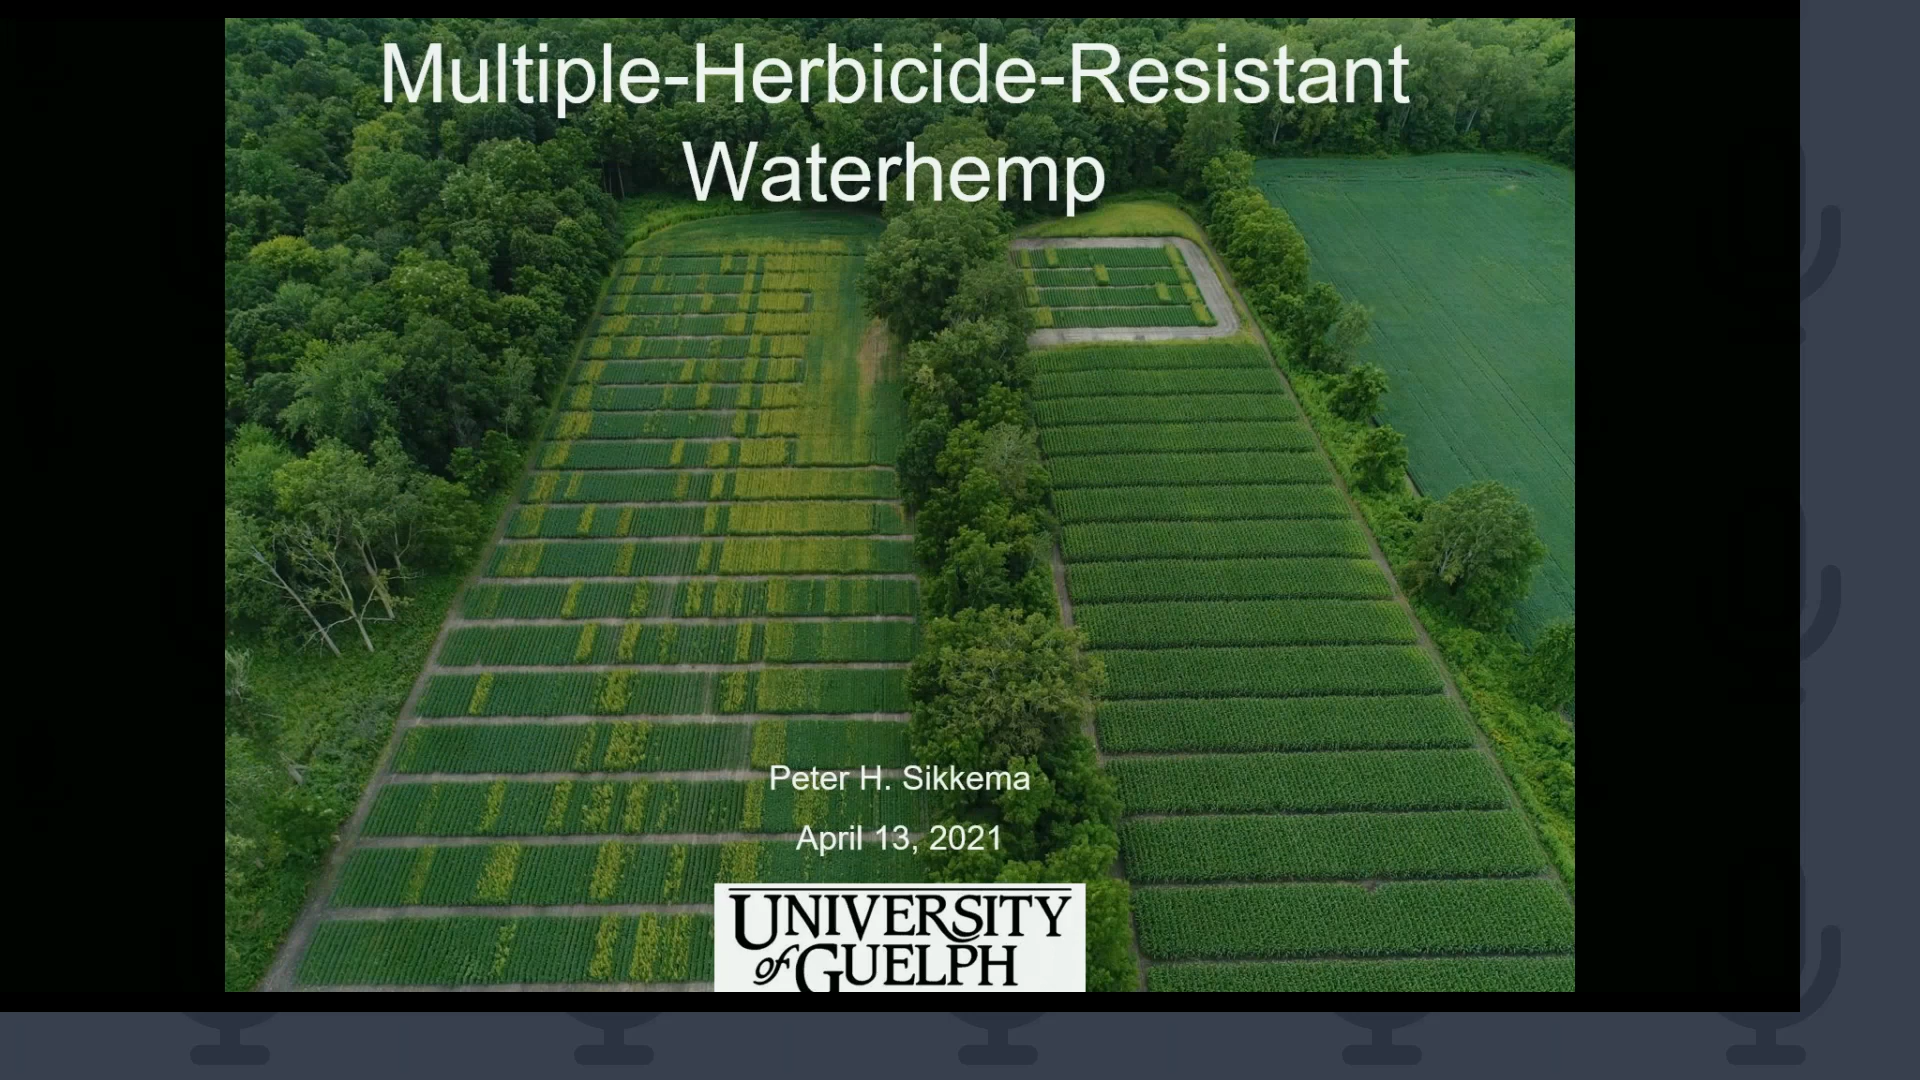 Multiple-Herbicide-Resistant
Waterhemp
Peter H. Sikkema
April 13, 2021
UNIVERSITY
of GUELPH